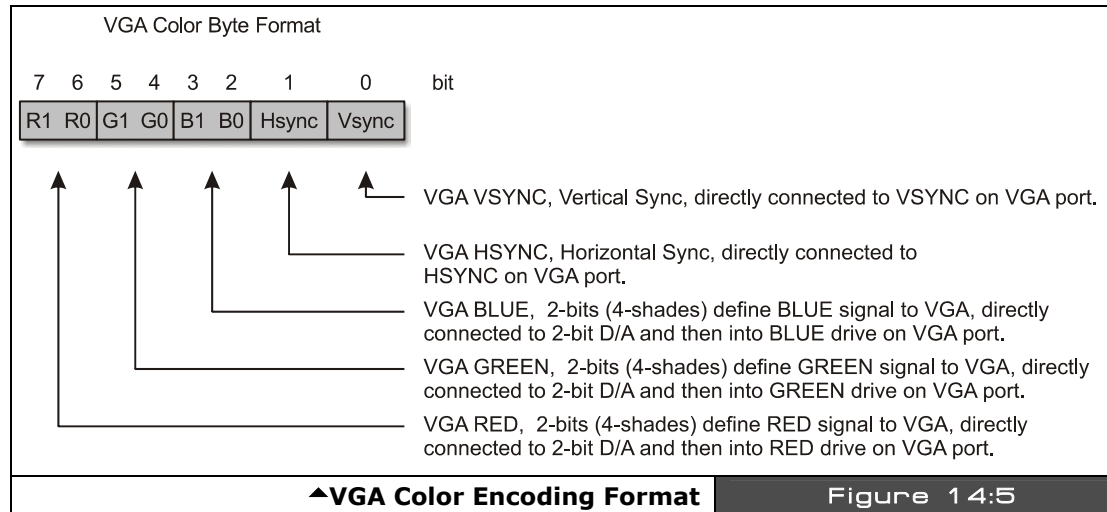 VGA Color Byte Format
7 6 5 4 3 2 1 0 bit
R1 R0 G1 G0 B1 B0 Hsync Vsync
VGA VSYNC, Vertical Sync, directly connected to VSYNC on VGA port.
VGA HSYNC, Horizontal Sync, directly connected to
HSYNC on VGA port.
VGA BLUE, 2-bits (4-shades) define BLUE signal to VGA, directly
connected to 2-bit D/A and then into BLUE drive on VGA port.
VGA GREEN, 2-bits (4-shades) define GREEN signal to VGA, directly
connected to 2-bit D/A and then into GREEN drive on VGA port.
VGA RED, 2-bits (4-shades) define RED signal to VGA, directly
connected to 2-bit D/A and then into RED drive on VGA port.
VGA Color Encoding Format Figure 14:5